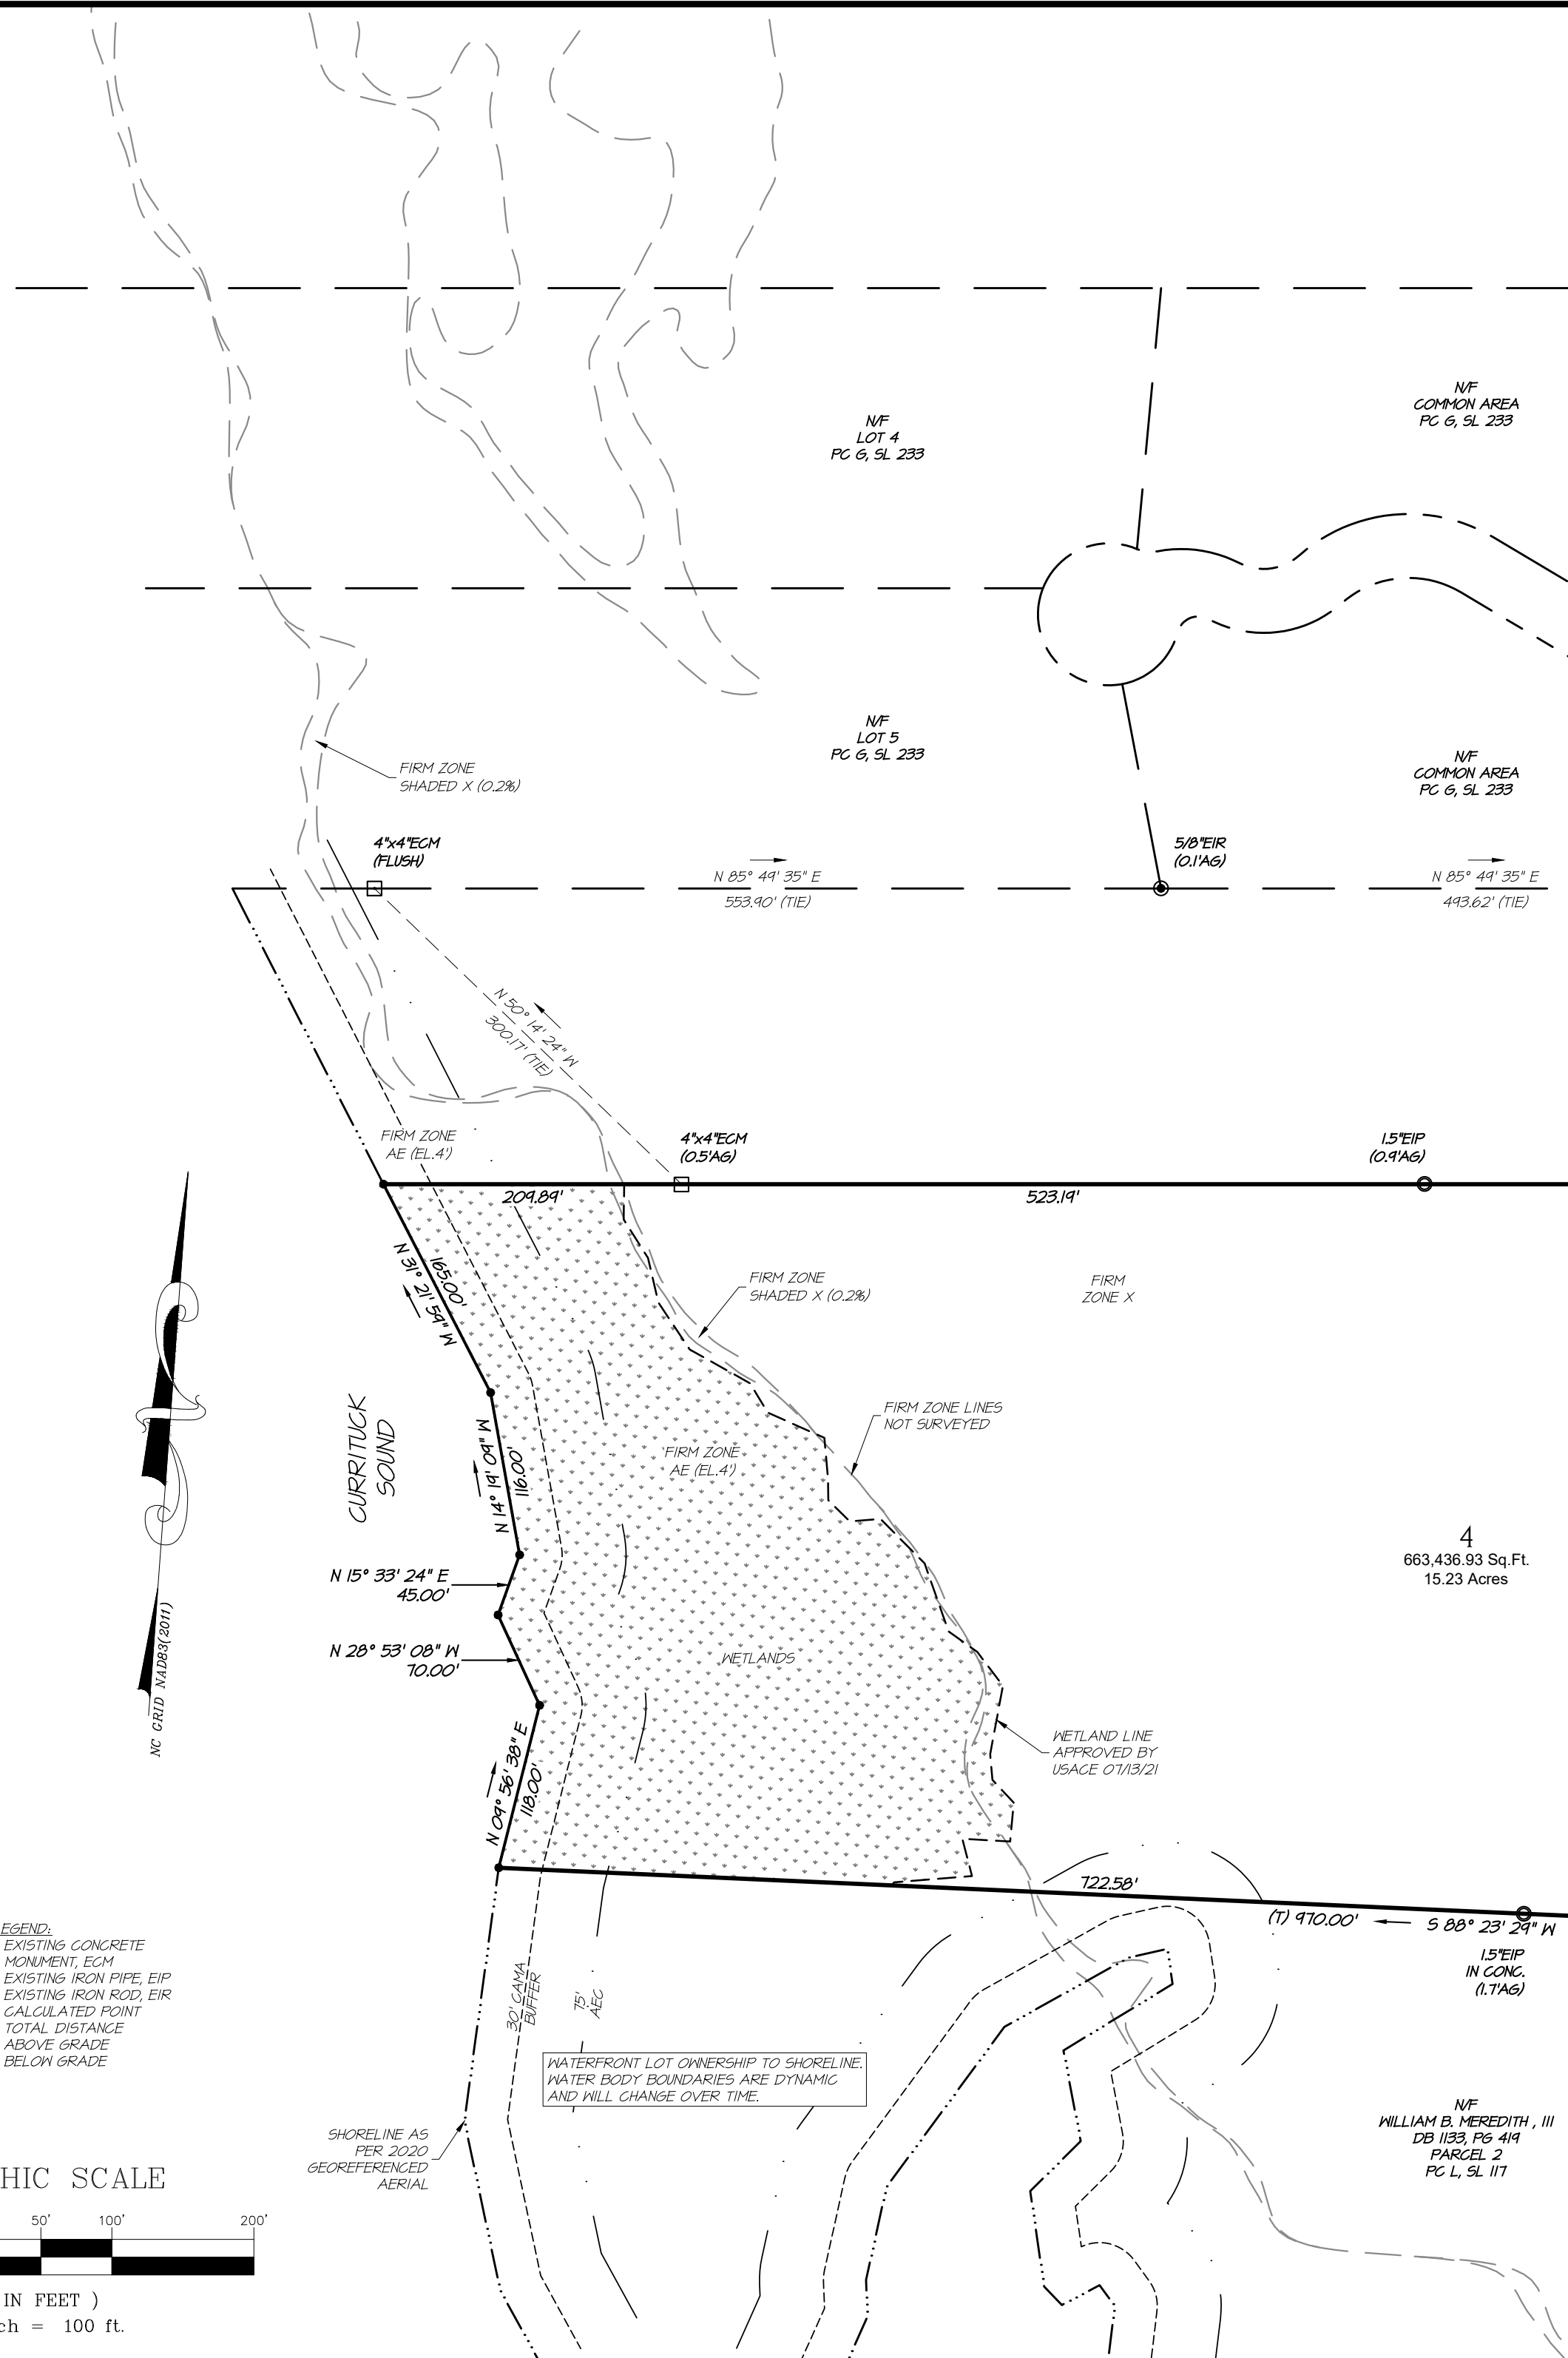 N/F
LOT 4
PC G, SL 233
N/F
COMMON AREA
PC G, SL 233
N/F
LOT 5
PC G, SL 233
N/F
COMMON AREA
PC G, SL 233
FIRM ZONE
SHADED X (0.2%)
4"x4"ECM
(FLUSH)
N 85° 49' 35" E
553.90' (TIE)
5/8"EIR
(0.1'AG)
N 85° 49' 35" E
493.62' (TIE)
N 50° 14' 24" W
300.17' (TIE)
FIRM ZONE
AE (EL.4')
4"x4"ECM
(0.5'AG)
1.5"EIP
(0.9'AG)
209.89'
523.19'
N 31° 21' 59" W
165.00'
FIRM ZONE
SHADED X (0.2%)
FIRM
ZONE X
CURRITUCK
SOUND
N 14° 19' 09" W
116.00'
FIRM ZONE LINES
NOT SURVEYED
FIRM ZONE
AE (EL.4')
4
663,436.93 Sq.Ft.
15.23 Acres
N 15° 33' 24" E
45.00'
N 28° 53' 08" W
70.00'
WETLANDS
NC GRID NAD83(2011)
N 09° 56' 38" E
118.00'
WETLAND LINE
APPROVED BY
USACE 07/13/21
722.58'
(T) 970.00'
S 88° 23' 29" W
1.5"EIP
IN CONC.
(1.7'AG)
EGEND:
EXISTING CONCRETE
MONUMENT, ECM
EXISTING IRON PIPE, EIP
EXISTING IRON ROD, EIR
CALCULATED POINT
TOTAL DISTANCE
ABOVE GRADE
BELOW GRADE
30' CAMA
BUFFER
75'
AEC
WATERFRONT LOT OWNERSHIP TO SHORELINE.
WATER BODY BOUNDARIES ARE DYNAMIC
AND WILL CHANGE OVER TIME.
SHORELINE AS
PER 2020
GEOREFERENCED
AERIAL
N/F
WILLIAM B. MEREDITH , III
DB 1133, PG 419
PARCEL 2
PC L, SL 117
HIC SCALE
50' 100' 200'
IN FEET )
ch = 100 ft.